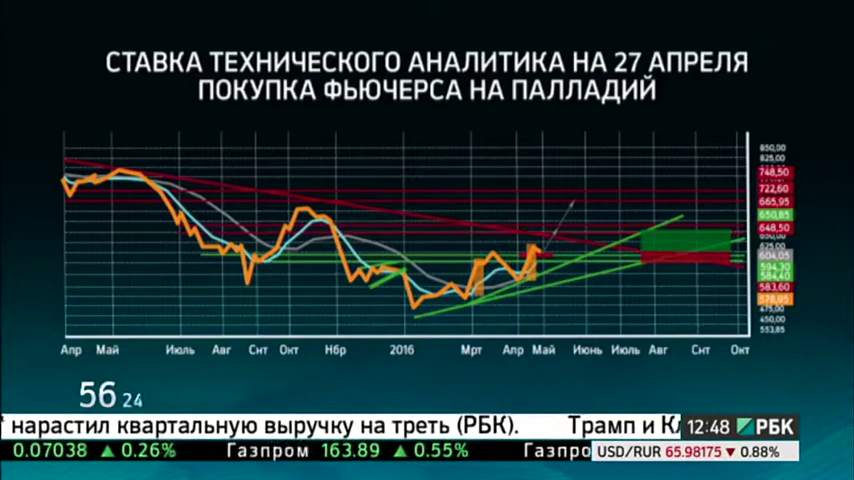 СТАВКА ТЕХНИЧЕСКОГО АНАЛИТИКА НА 27 АПРЕЛЯ
ПОКУПКА ФЬЮЧЕРСА НА ПАЛЛАДИЙ
850,00
825,00
748,50
722,60
665,95
650,85
648,50
625,00
604,05
594,30
584,40
583,60
578,95
475,00
450,00
553,85
Апр Май Июль Авг Снт Окт Нбр 2016 Мрт Апр Май Июнь Июль Авг Снт Окт
56 24
нарастил квартальную выручку на треть (РБК). Трамп и Кл
12:48 РБК
0.07038 ▲ 0.26% Газпром 163.89 ▲ 0.55% Газпро
USD/RUR 65.98175 ▼ 0.88%